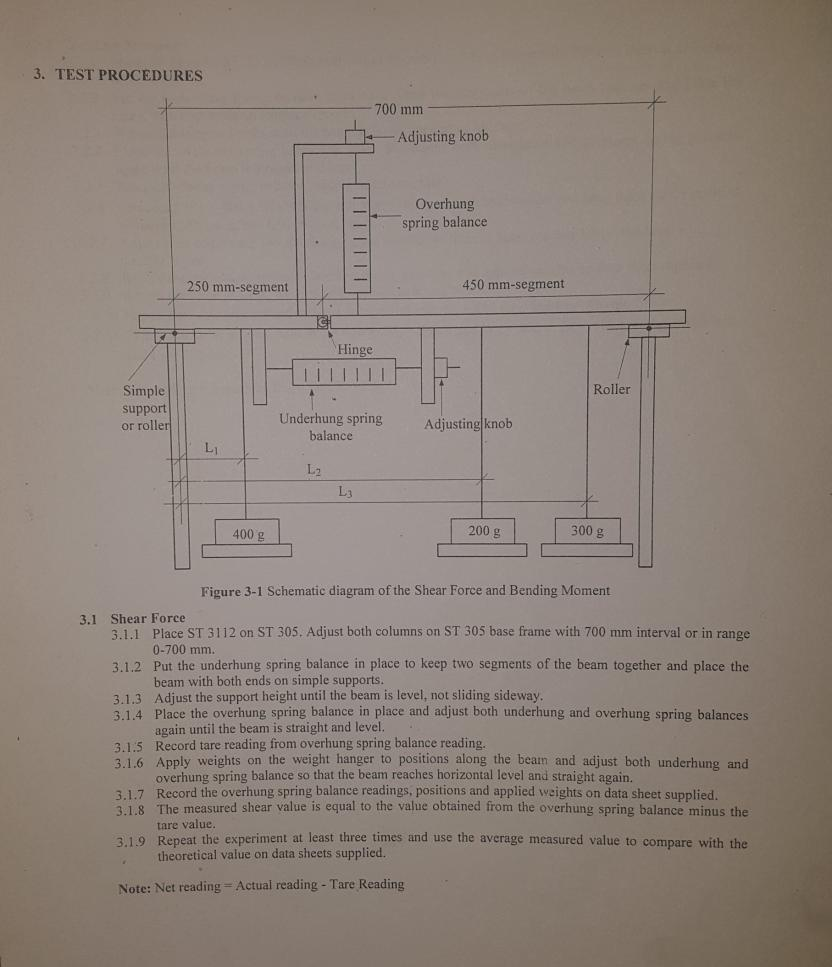 3. TEST PROCEDURES
700 mm
Adjusting knob
Overhung
spring balance
250 mm-segment
450 mm-segment
Hinge
Simple
support
or roller
Roller
Underhung spring
balance
Adjusting knob
L1
L2
L3
400 g
200 g
300 g
Figure 3-1 Schematic diagram of the Shear Force and Bending Moment
3.1 Shear Force
3.1.1 Place ST 3112 on ST 305. Adjust both columns on ST 305 base frame with 700 mm interval or in range
0-700 mm.
3.1.2 Put the underhung spring balance in place to keep two segments of the beam together and place the
beam with both ends on simple supports.
3.1.3 Adjust the support height until the beam is level, not sliding sideway.
3.1.4 Place the overhung spring balance in place and adjust both underhung and overhung spring balances
again until the beam is straight and level.
3.1.5 Record tare reading from overhung spring balance reading.
3.1.6 Apply weights on the weight hanger to positions along the beam and adjust both underhung and
overhung spring balance so that the beam reaches horizontal level and straight again.
3.1.7 Record the overhung spring balance readings, positions and applied weights on data sheet supplied.
3.1.8 The measured shear value is equal to the value obtained from the overhung spring balance minus the
tare value.
3.1.9 Repeat the experiment at least three times and use the average measured value to compare with the
theoretical value on data sheets supplied.
Note: Net reading = Actual reading - Tare Reading